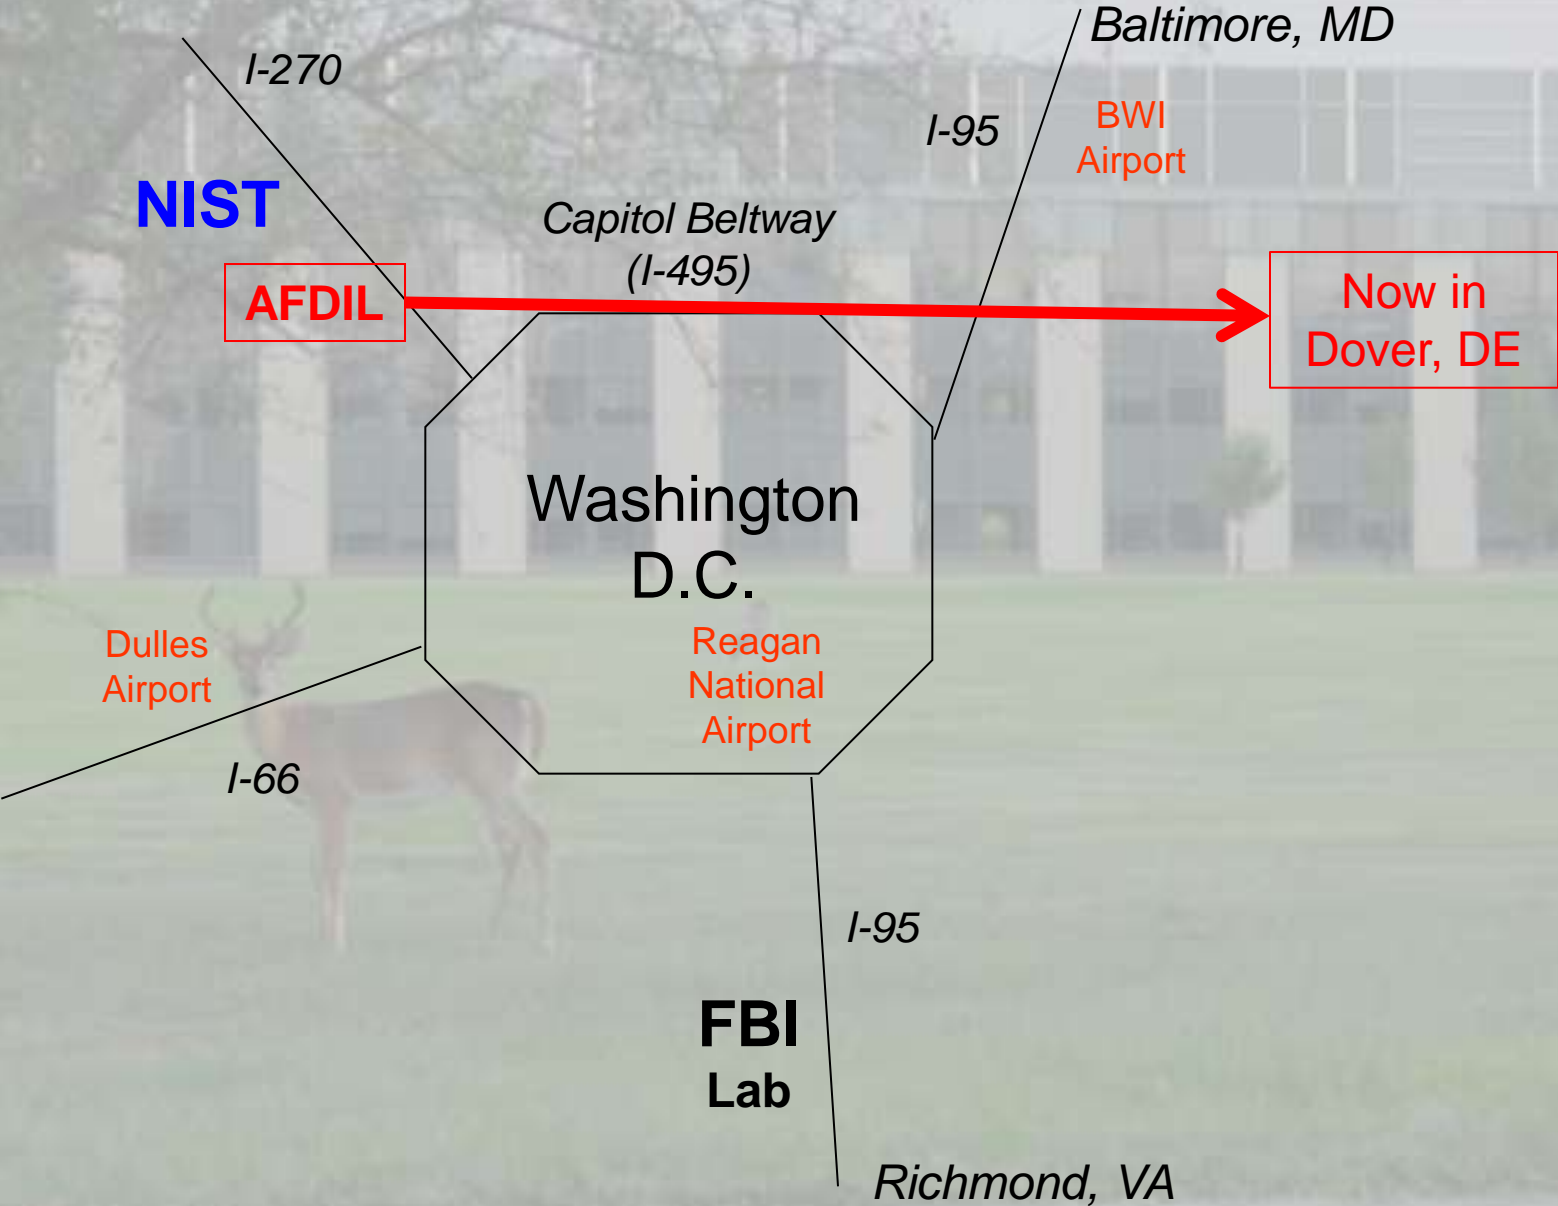 Baltimore, MD
I-270
I-95
BWI
Airport
NIST
Capitol Beltway
(I-495)
AFDIL
Now in
Dover, DE
Washington
D.C.
Dulles
Airport
Reagan
National
Airport
I-66
I-95
FBI
Lab
Richmond, VA